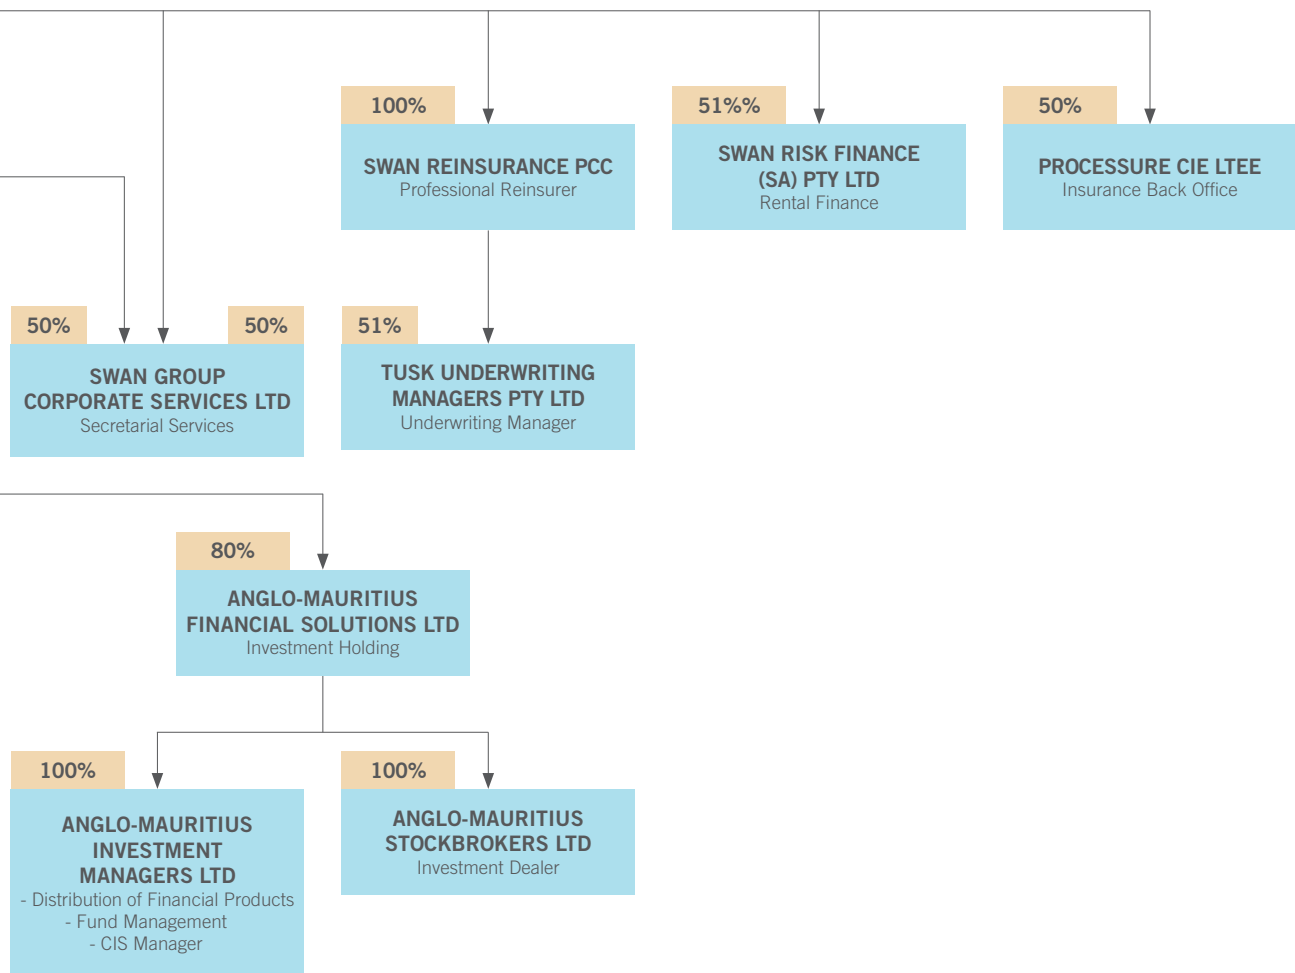 100%
SWAN REINSURANCE PCC
Professional Reinsurer
51%%
SWAN RISK FINANCE
(SA) PTY LTD
Rental Finance
50%
PROCESSURE CIE LTEE
Insurance Back Office
50%
50%
SWAN GROUP
CORPORATE SERVICES LTD
Secretarial Services
51%
TUSK UNDERWRITING
MANAGERS PTY LTD
Underwriting Manager
80%
ANGLO-MAURITIUS
FINANCIAL SOLUTIONS LTD
Investment Holding
100%
ANGLO-MAURITIUS
INVESTMENT
MANAGERS LTD
- Distribution of Financial Products
- Fund Management
- CIS Manager
100%
ANGLO-MAURITIUS
STOCKBROKERS LTD
Investment Dealer